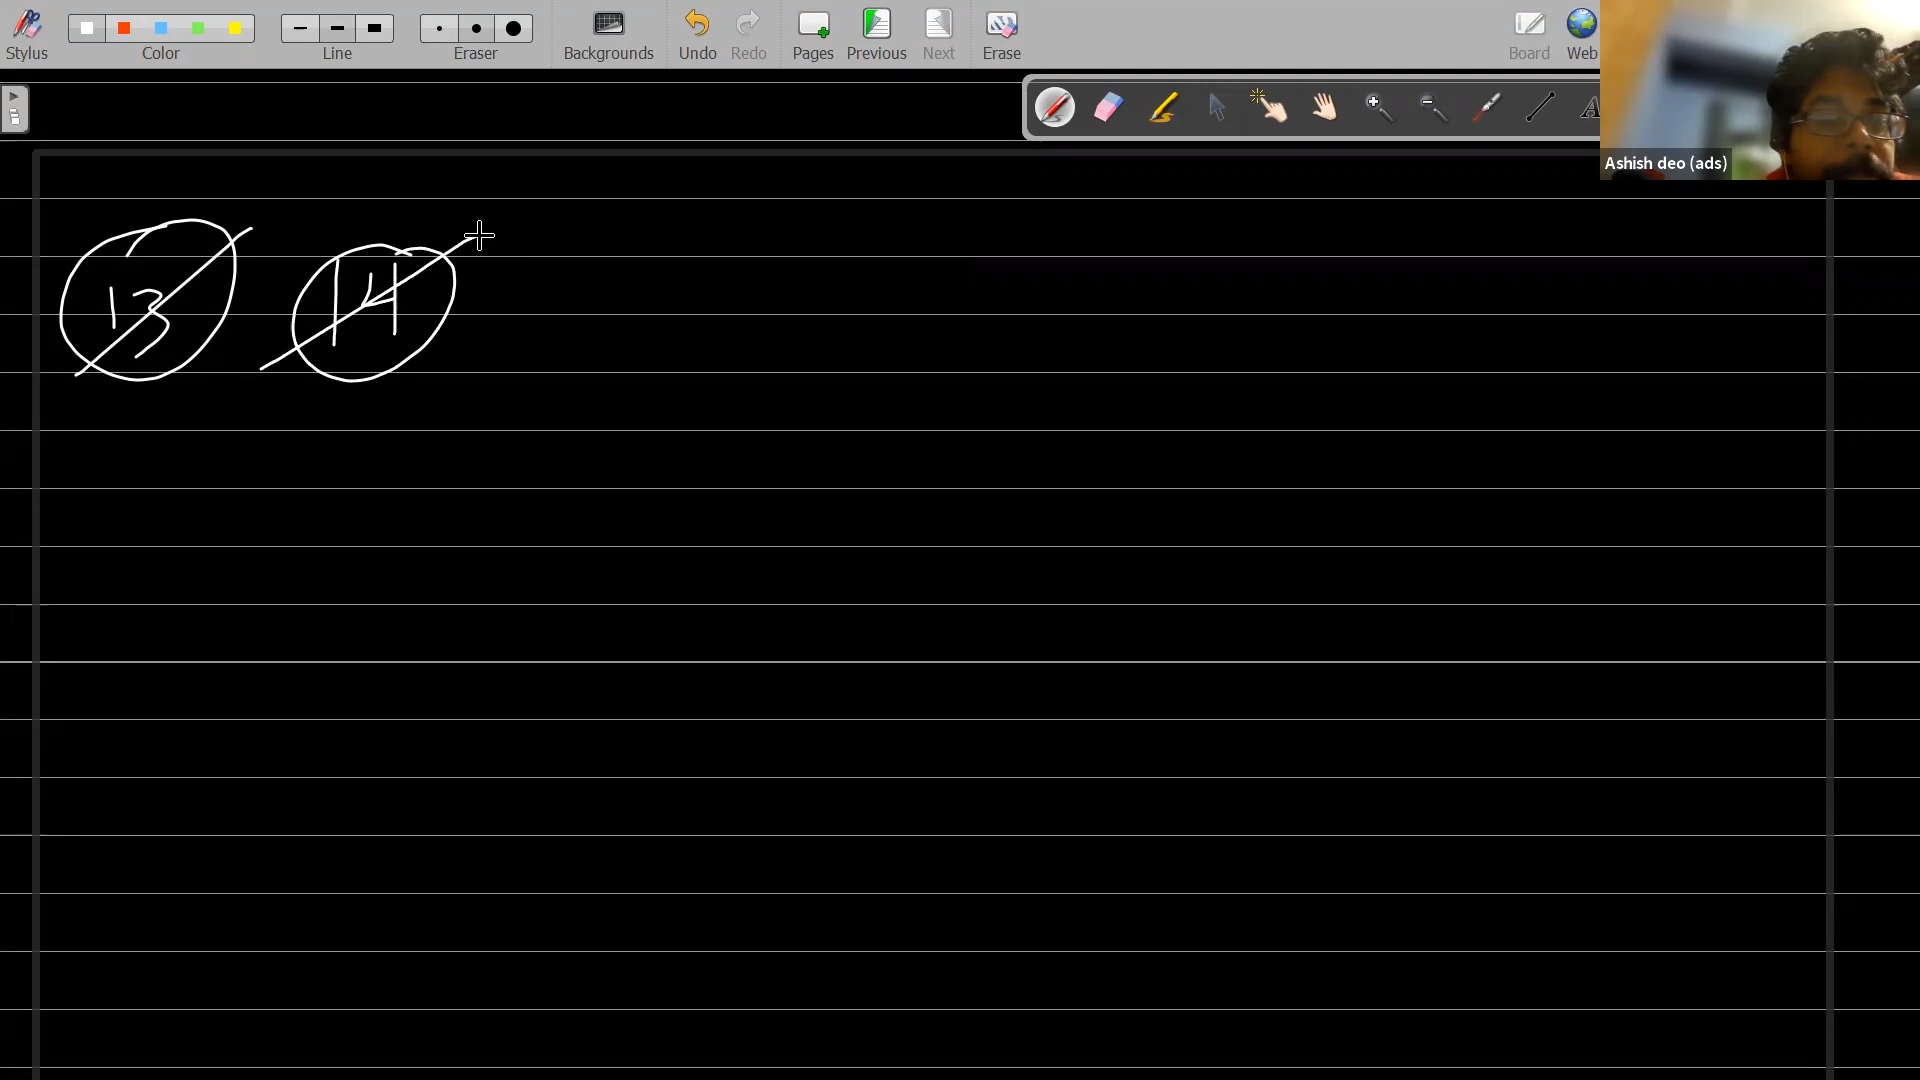 Stylus Color Line Eraser Backgrounds Undo Redo Pages Previous Next Erase Board Web
A
Ashish deo (ads)
13 14